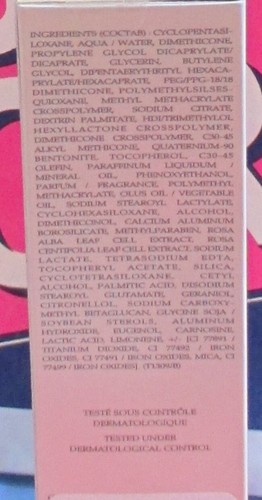 INGREDIENTS (COCTAB) : CYCLOPENTASI-
LOXANE, AQUA / WATER, DIMETHICONE,
PROPYLENE GLYCOL DICAPRYLATE/
DICAPRATE, GLYCERIN, BUTYLENE
GLYCOL, DIPENTAERYTHRITYL HEXACA-
PRYLATE/HEXACAPRATE, PEG/PPG-18/18
DIMETHICONE, POLYMETHYLSILSES-
QUIOXANE, METHYL METHACRYLATE
CROSSPOLYMER, SODIUM CITRATE,
DEXTRIN PALMITATE, HDI/TRIMETHYLOL
HEXYLLACTONE CROSSPOLYMER,
DIMETHICONE CROSSPOLYMER, C30-45
ALKYL METHICONE, QUATERNIUM-90
BENTONITE, TOCOPHEROL, C30-45
OLEFIN, PARAFFINUM LIQUIDUM /
MINERAL OIL, PHENOXYETHANOL,
PARFUM / FRAGRANCE, POLYMETHYL
METHACRYLATE, OLUS OIL / VEGETABLE
OIL, SODIUM STEAROYL LACTYLATE,
CYCLOHEXASILOXANE, ALCOHOL,
DIMETHICONOL, CALCIUM ALUMINUM
BOROSILICATE, METHYLPARABEN, ROSA
ALBA LEAF CELL EXTRACT, ROSA
CENTIFOLIA LEAF CELL EXTRACT, SODIUM
LACTATE, TETRASODIUM EDTA,
TOCOPHERYL ACETATE, SILICA,
CYCLOTETRASILOXANE, CETYL
ALCOHOL, PALMITIC ACID, DISODIUM
STEAROYL GLUTAMATE, GERANIOL,
CITRONELLOL, SODIUM CARBOXY-
METHYL BETAGLUCAN, GLYCINE SOJA /
SOYBEAN STEROLS, ALUMINUM
HYDROXIDE, EUGENOL, CARNOSINE,
LACTIC ACID, LIMONENE, +/- [CI 77891 /
TITANIUM DIOXIDE, CI 77492 / IRON
OXIDES, CI 77491 / IRON OXIDES, MICA, CI
77499 / IRON OXIDES]
TESTÉ SOUS CONTRÔLE
DERMATOLOGIQUE
TESTED UNDER
DERMATOLOGICAL CONTROL